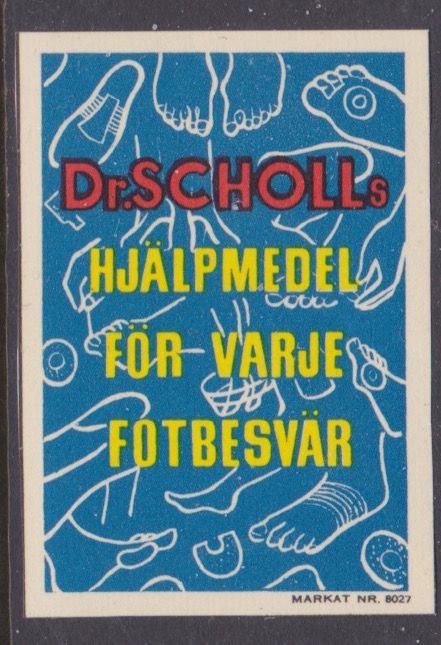 Dr.SCHOLLs
HJÄLPMEDEL
FÖR VARJE
FOTBESVÄR
MARKAT NR. 8027